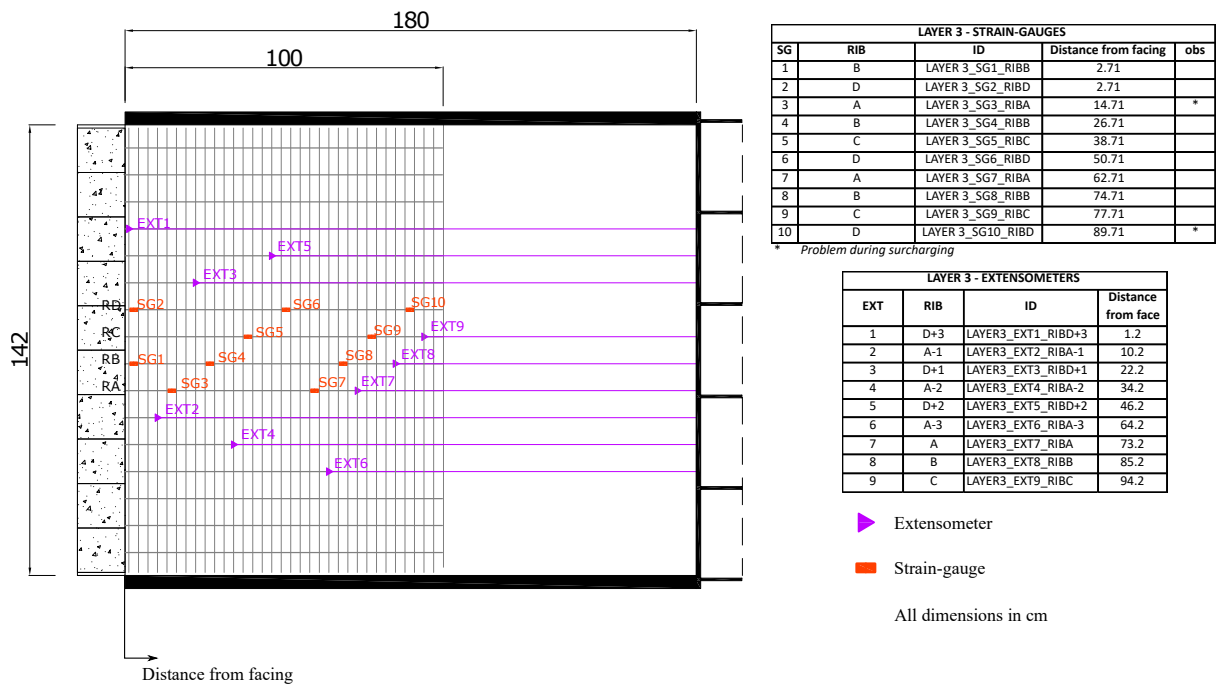 180
100
142
EXT1
EXT5
EXT3
RD SG2 SG6 SG10
RC SG5 SG9 EXT9
RB SG1 SG4 SG8 EXT8
RA SG3 SG7 EXT7
EXT2
EXT4
EXT6
Distance from facing
LAYER 3 - STRAIN-GAUGES
SG RIB ID Distance from facing obs
1 B LAYER 3_SG1_RIBB 2.71
2 D LAYER 3_SG2_RIBD 2.71
3 A LAYER 3_SG3_RIBA 14.71 *
4 B LAYER 3_SG4_RIBB 26.71
5 C LAYER 3_SG5_RIBC 38.71
6 D LAYER 3_SG6_RIBD 50.71
7 A LAYER 3_SG7_RIBA 62.71
8 B LAYER 3_SG8_RIBB 74.71
9 C LAYER 3_SG9_RIBC 77.71
10 D LAYER 3_SG10_RIBD 89.71 *
* Problem during surcharging
LAYER 3 - EXTENSOMETERS
EXT RIB ID Distance from face
1 D+3 LAYER3_EXT1_RIBD+3 1.2
2 A-1 LAYER3_EXT2_RIBA-1 10.2
3 D+1 LAYER3_EXT3_RIBD+1 22.2
4 A-2 LAYER3_EXT4_RIBA-2 34.2
5 D+2 LAYER3_EXT5_RIBD+2 46.2
6 A-3 LAYER3_EXT6_RIBA-3 64.2
7 A LAYER3_EXT7_RIBA 73.2
8 B LAYER3_EXT8_RIBB 85.2
9 C LAYER3_EXT9_RIBC 94.2
Extensometer
Strain-gauge
All dimensions in cm